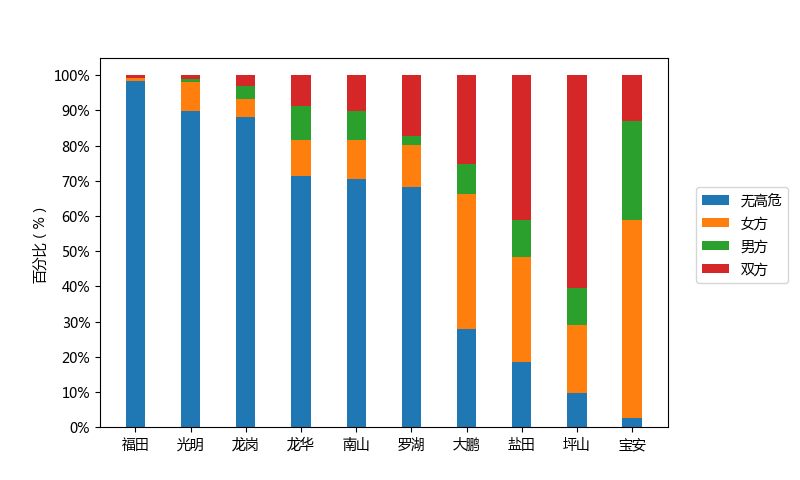 100%
90%
80%
70%
60%
50%
40%
30%
20%
10%
0%
百分比（%）
福田 光明 龙岗 龙华 南山 罗湖 大鹏 盐田 坪山 宝安
无高危
女方
男方
双方